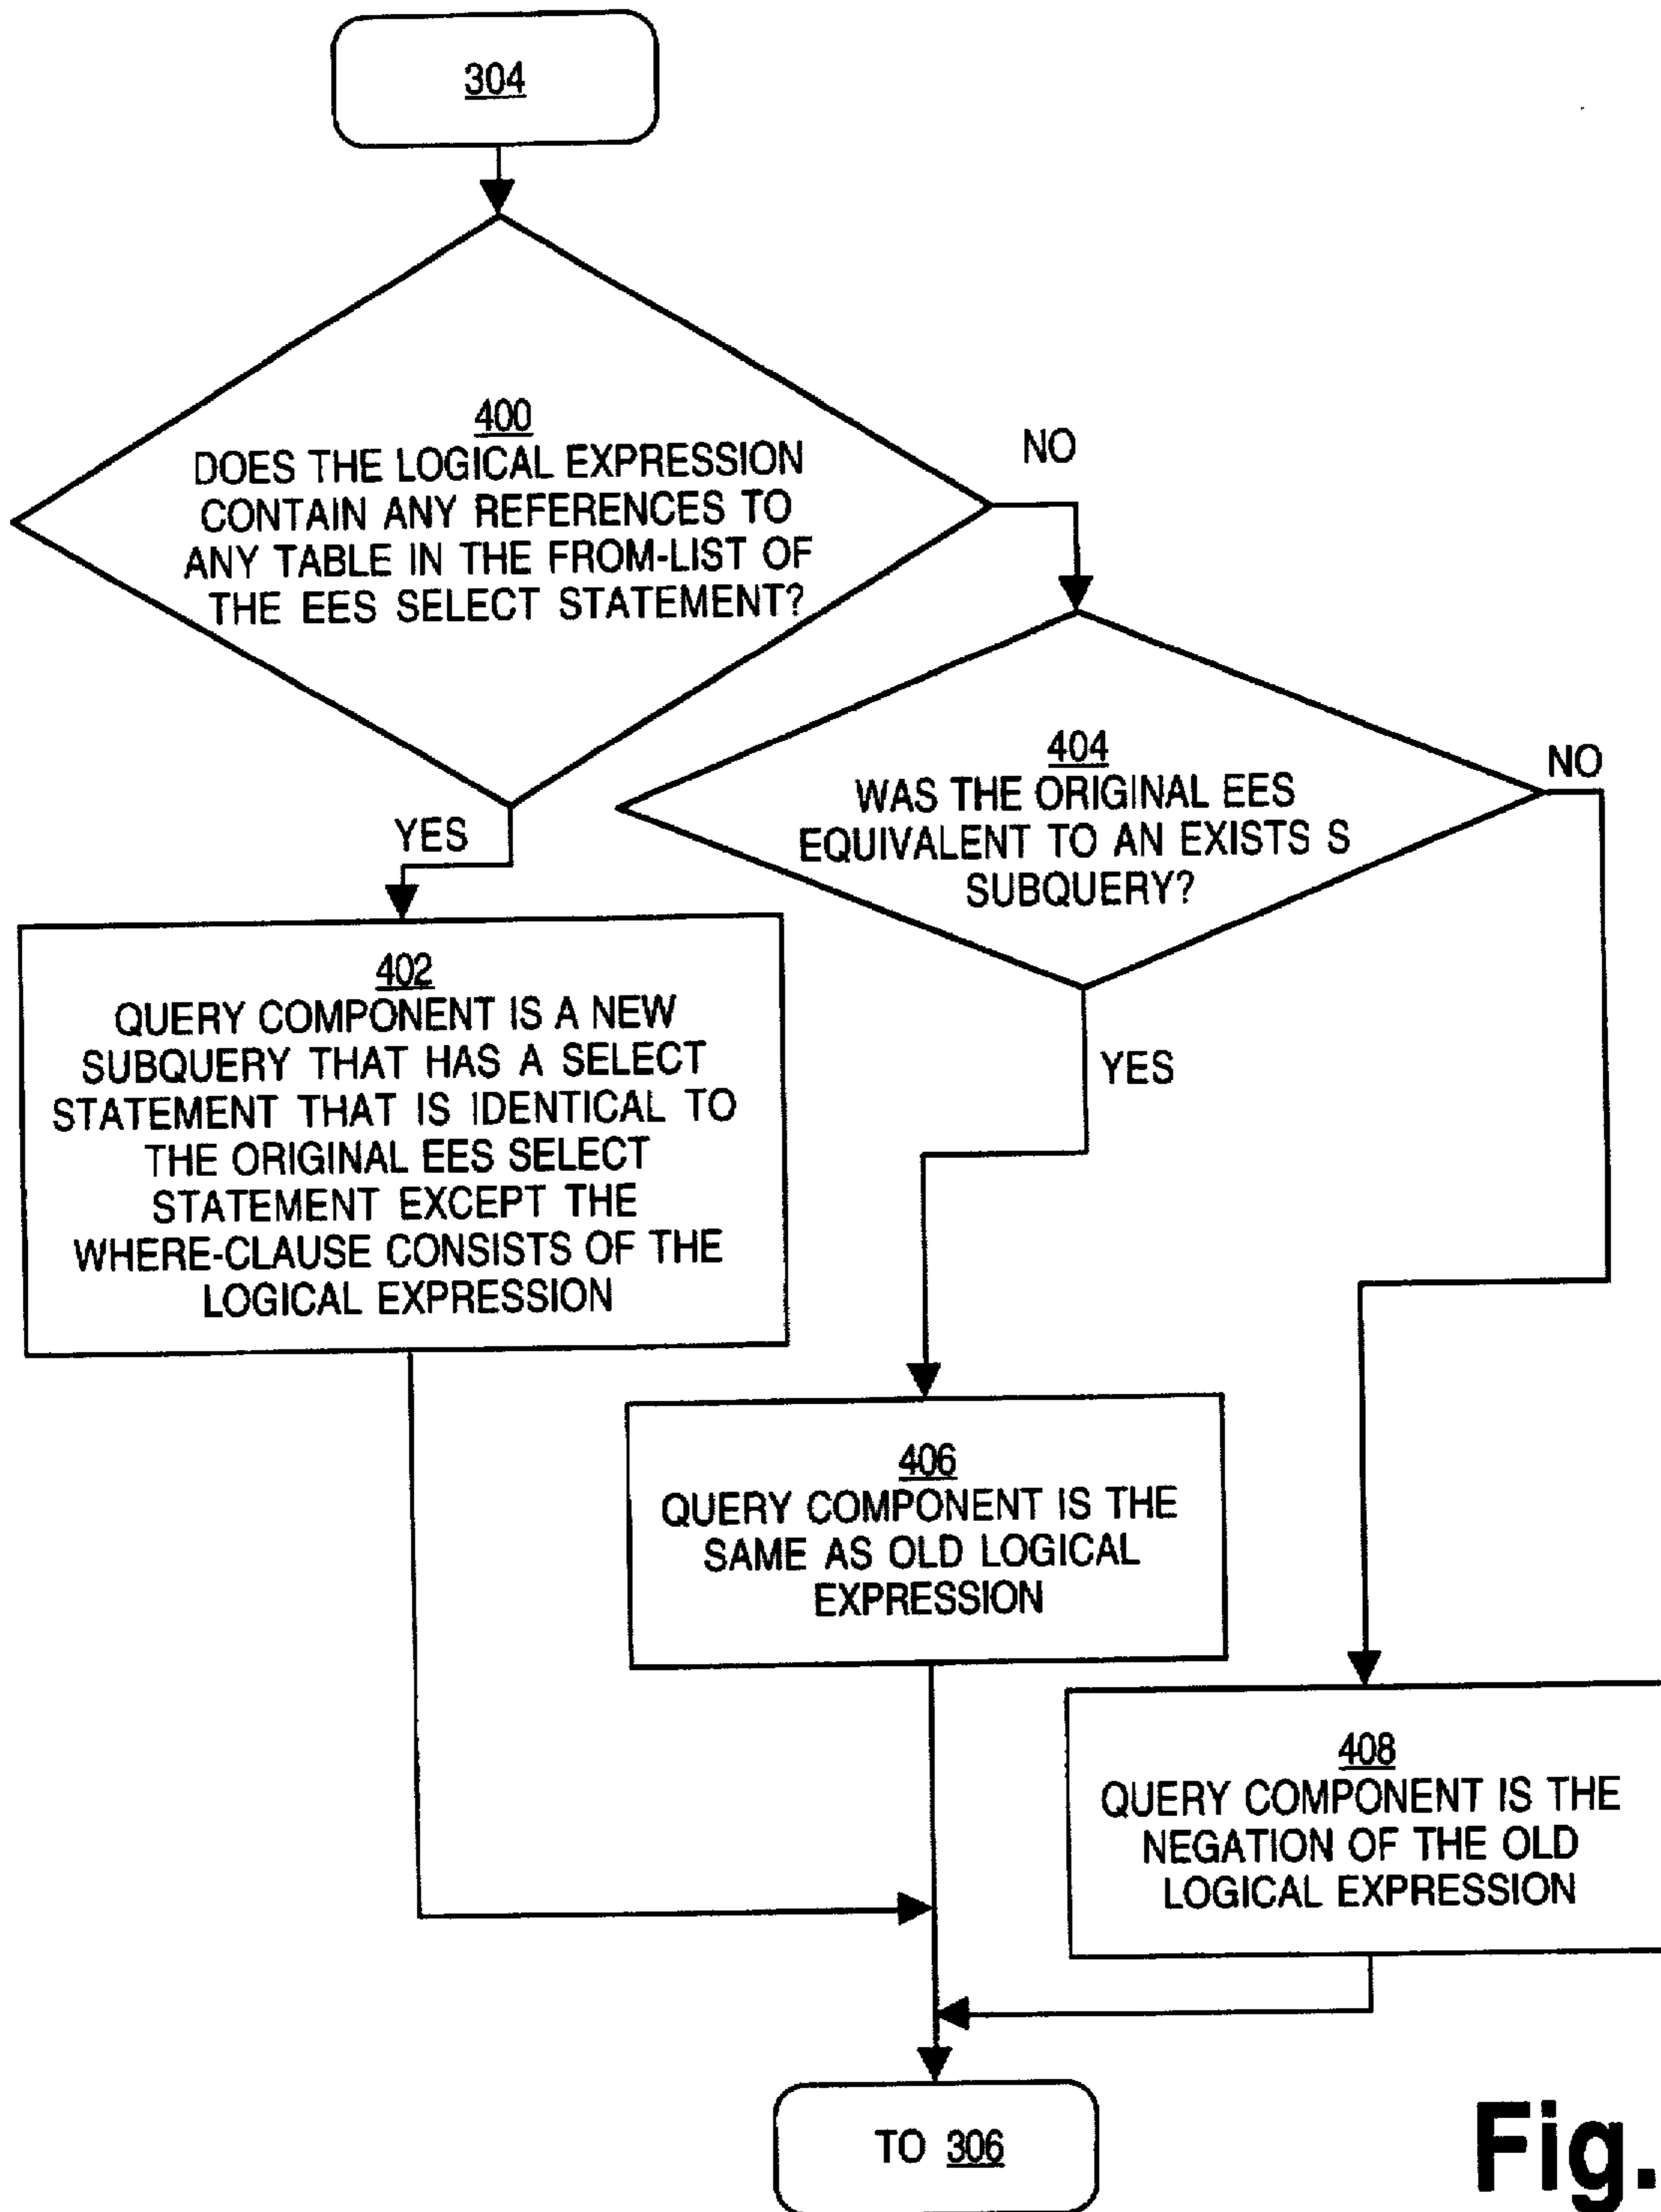 304
400
DOES THE LOGICAL EXPRESSION
CONTAIN ANY REFERENCES TO
ANY TABLE IN THE FROM-LIST OF
THE EES SELECT STATEMENT?
NO
YES
404
WAS THE ORIGINAL EES
EQUIVALENT TO AN EXISTS S
SUBQUERY?
NO
YES
402
QUERY COMPONENT IS A NEW
SUBQUERY THAT HAS A SELECT
STATEMENT THAT IS IDENTICAL TO
THE ORIGINAL EES SELECT
STATEMENT EXCEPT THE
WHERE-CLAUSE CONSISTS OF THE
LOGICAL EXPRESSION
406
QUERY COMPONENT IS THE
SAME AS OLD LOGICAL
EXPRESSION
408
QUERY COMPONENT IS THE
NEGATION OF THE OLD
LOGICAL EXPRESSION
TO 306
Fig.